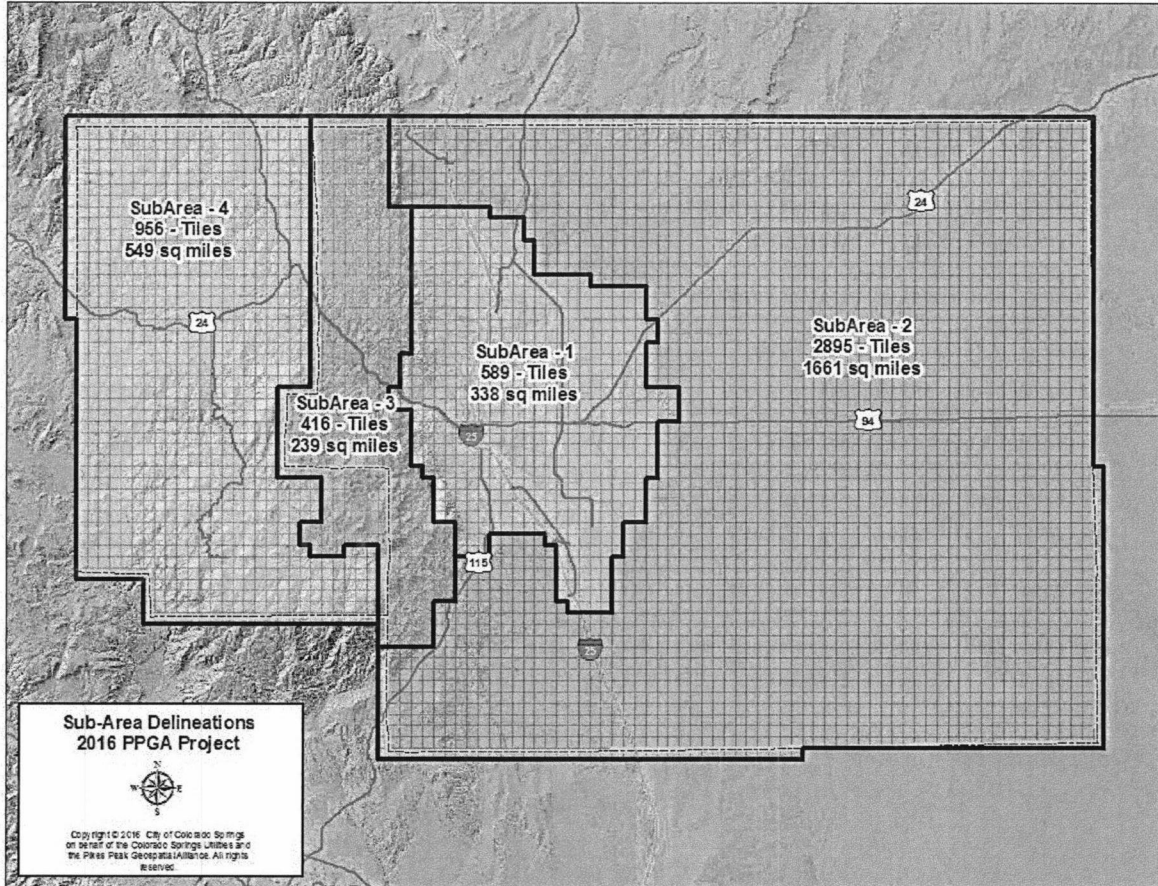 24
SubArea - 4
956 - Tiles
549 sq miles
24
SubArea - 2
2895 - Tiles
1661 sq miles
SubArea - 1
589 - Tiles
338 sq miles
SubArea - 3
416 - Tiles
239 sq miles
94
25
115
25
Sub-Area Delineations
2016 PPGA Project
N
W
E
S
Copyright © 2016 City of Colorado Springs
on behalf of the Colorado Springs Utilities and
the Pikes Peak Geospatial Alliance. All rights
reserved.